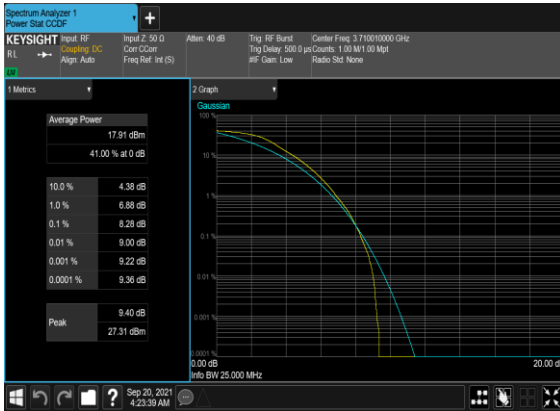 Spectrum Analyzer 1
Power Stat CCDF
KEYSIGHT
RL
LV
Input: RF
Coupling: DC
Align: Auto
Input Z: 50 Ω
Corr CCorr
Freq Ref: Int (S)
Atten: 40 dB
Trig: RF Burst
Trig Delay: 500.0 µs
#IF Gain: Low
Center Freq: 3.710010000 GHz
Counts: 1.00 M/1.00 Mpt
Radio Std: None
1 Metrics
Average Power
17.91 dBm
41.00 % at 0 dB
10.0 % 4.38 dB
1.0 % 6.88 dB
0.1 % 8.28 dB
0.01 % 9.00 dB
0.001 % 9.22 dB
0.0001 % 9.36 dB
Peak
9.40 dB
27.31 dBm
2 Graph
Gaussian
100 %
10 %
1 %
0.1 %
0.01 %
0.001 %
0.0001 %
0.00 dB
20.00 d
Info BW 25.000 MHz
?
Sep 20, 2021
4:23:39 AM